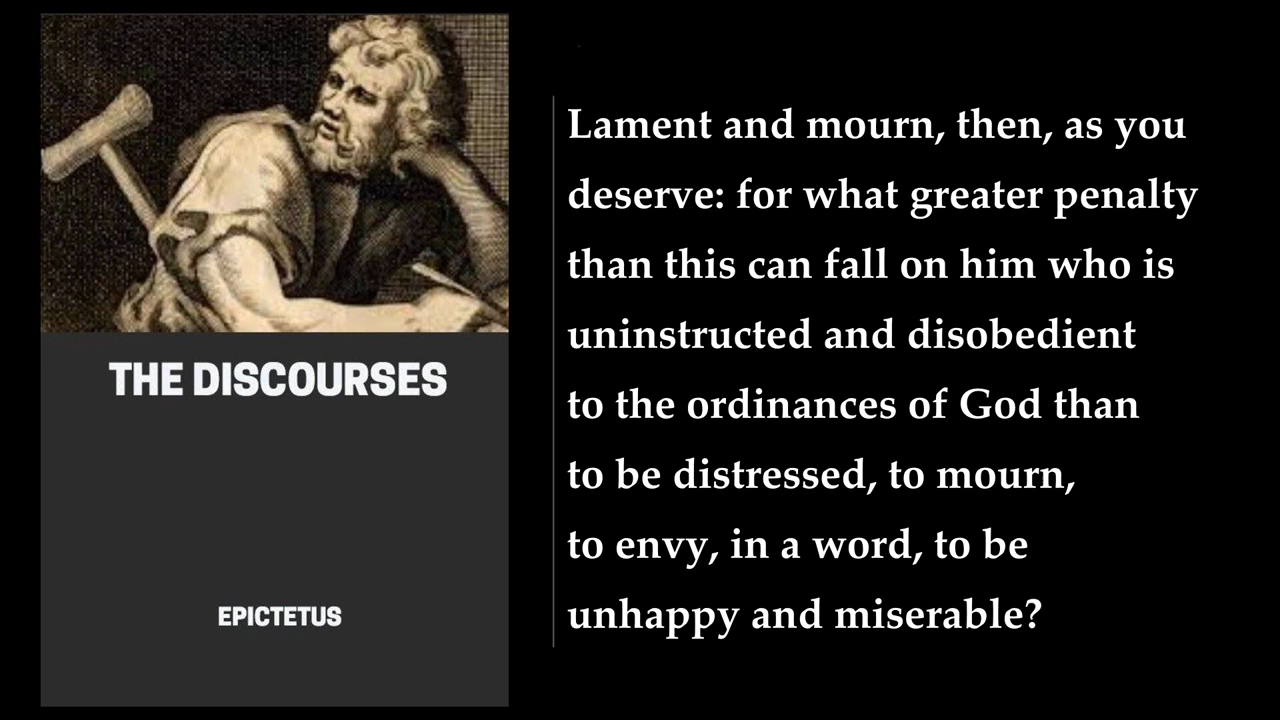 THE DISCOURSES
EPICTETUS
Lament and mourn, then, as you
deserve: for what greater penalty
than this can fall on him who is
uninstructed and disobedient
to the ordinances of God than
to be distressed, to mourn,
to envy, in a word, to be
unhappy and miserable?